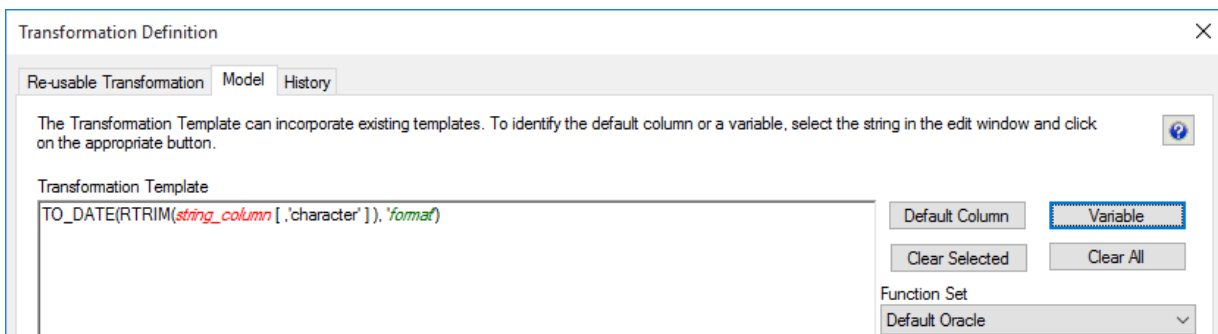 Transformation Definition
Re-usable Transformation Model History
The Transformation Template can incorporate existing templates. To identify the default column or a variable, select the string in the edit window and click
on the appropriate button.
Transformation Template
TO_DATE(RTRIM(string_column [ ,'character' ] ), 'format')
Default Column Variable
Clear Selected Clear All
Function Set
Default Oracle